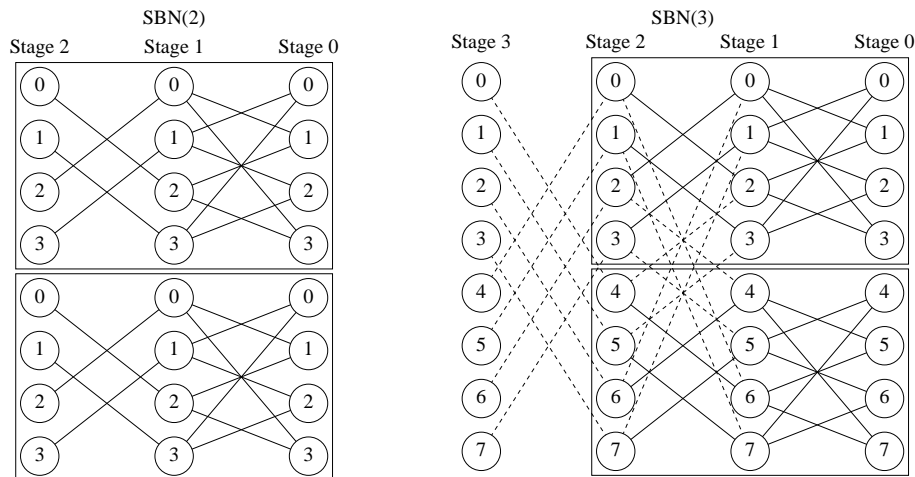 SBN(2)
Stage 2 Stage 1 Stage 0
0 0 0
1 1 1
2 2 2
3 3 3
0 0 0
1 1 1
2 2 2
3 3 3
SBN(3)
Stage 3 Stage 2 Stage 1 Stage 0
0 0 0 0
1 1 1 1
2 2 2 2
3 3 3 3
4 4 4 4
5 5 5 5
6 6 6 6
7 7 7 7